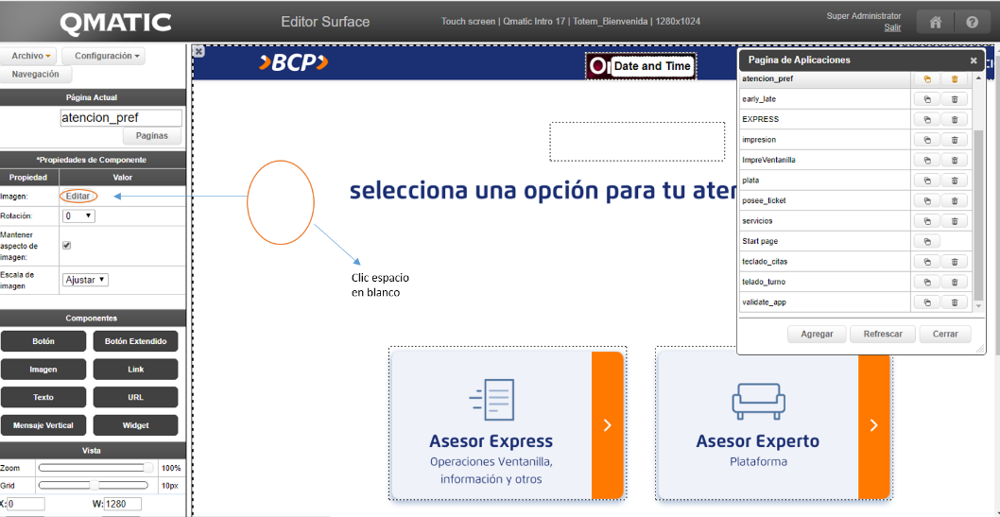 QMATIC
Editor Surface
Touch screen | Qmatic Intro 17 | Totem_Bienvenida | 1280x1024
Super Administrator
Salir
Archivo
Configuración
Navegación
Página Actual
atencion_pref
Paginas
*Propiedades de Componente
Propiedad Valor
Imagen: Editar
Rotación: 0
Mantener
aspecto de
imagen:
Escala de
imagen
Ajustar
Componentes
Botón Botón Extendido
Imagen Link
Texto URL
Mensaje Vertical Widget
Vista
Zoom 100%
Grid 10px
X: 0 W: 1280
BCP
Date and Time
selecciona una opción para tu aten
Clic espacio
en blanco
Asesor Express
Operaciones Ventanilla,
información y otros
Asesor Experto
Plataforma
Pagina de Aplicaciones
atencion_pref
early_late
EXPRESS
impresion
ImpreVentanilla
plata
posee_ticket
servicios
Start page
teclado_citas
telado_turno
validate_app
Agregar Refrescar Cerrar